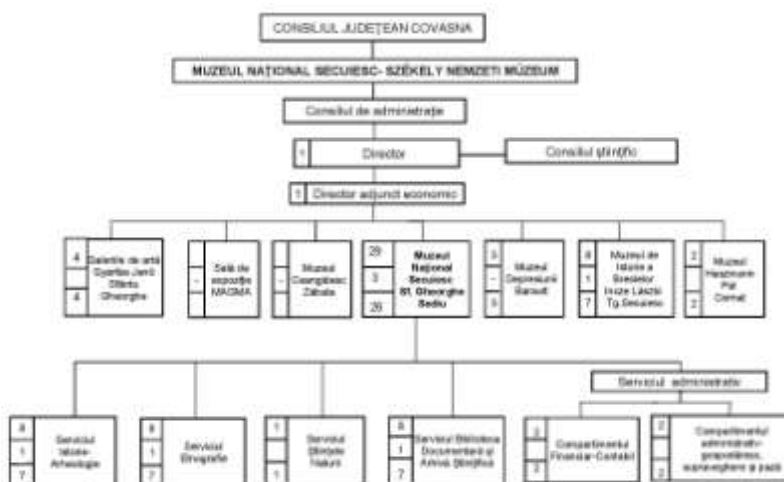 CONSILIUL JUDEȚEAN COVASNA
MUZEUL NAȚIONAL SECUIESC- SZÉKELY NEMZETI MÚZEUM
Consiliul de administrație
1 Director
Consiliul științific
1 Director adjunct economic
4
4
Galeriile de artă
Gyárfás Jenő
Sfântu
Gheorghe
-
-
Sală de
expoziție
MAGMA
-
-
Muzeul
Ceangăiesc
Zăbala
29
3
26
Muzeul
Național
Secuiesc
Sf. Gheorghe
Sediu
5
-
5
Muzeul
Depresiunii
Baraolt
8
1
7
Muzeul de
Istorie a
Breslelor
Incze László
Tg. Secuiesc
2
2
Muzeul
Haszmann
Pál
Cernat
Serviciul administrativ
8
1
7
Serviciul
Istorie-
Arheologie
8
1
7
Serviciul
Etnografie
1
1
Serviciul
Științele
Naturii
8
1
7
Serviciul Biblioteca
Documentară și
Arhivă Științifică
2
2
Compartimentul
Financiar-Contabil
2
2
Compartimentul
administrativ-
gospodăresc,
supraveghere și pază